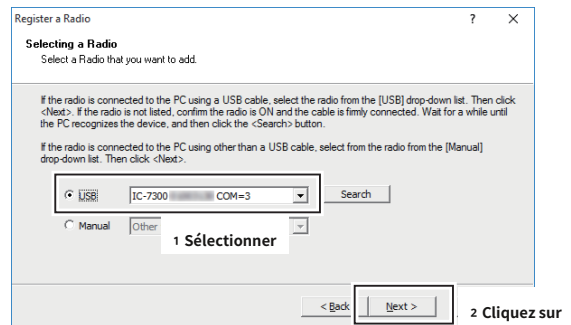 Register a Radio
Selecting a Radio
Select a Radio that you want to add.
If the radio is connected to the PC using a USB cable, select the radio from the [USB] drop-down list. Then click
<Next>. If the radio is not listed, confirm the radio is ON and the cable is firmly connected. Wait for a while until
the PC recognizes the device, and then click the <Search> button.
If the radio is connected to the PC using other than a USB cable, select from the radio from the [Manual]
drop-down list. Then click <Next>.
USB IC-7300 COM=3 Search
Manual Other
1 Sélectionner
< Back Next >
2 Cliquez sur